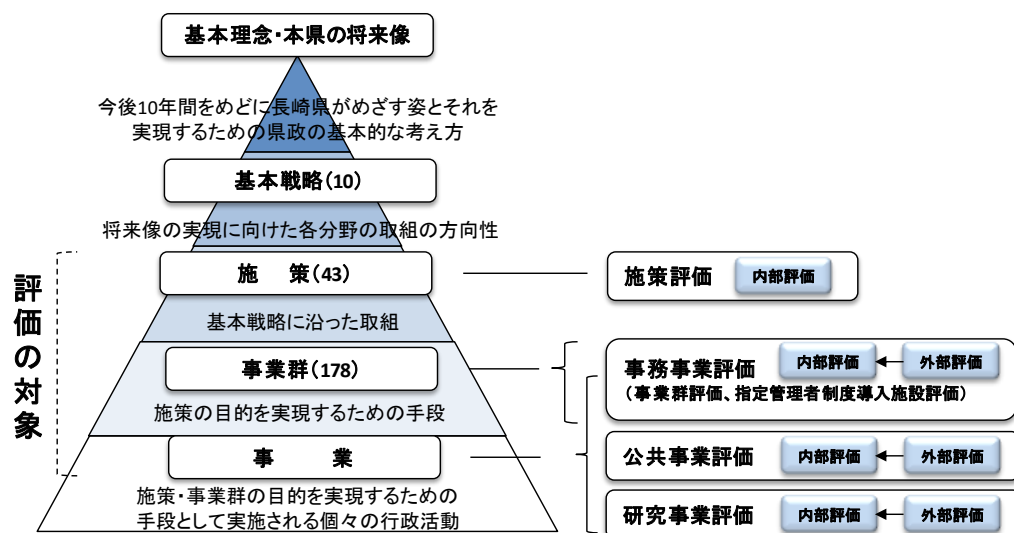 基本理念・本県の将来像
今後10年間をめどに長崎県がめざす姿とそれを
実現するための県政の基本的な考え方
基本戦略(10)
将来像の実現に向けた各分野の取組の方向性
施　策(43)
基本戦略に沿った取組
事業群(178)
施策の目的を実現するための手段
事　業
施策・事業群の目的を実現するための
手段として実施される個々の行政活動
評価の対象
施策評価 内部評価
事務事業評価 内部評価 外部評価
(事業群評価、指定管理者制度導入施設評価)
公共事業評価 内部評価 外部評価
研究事業評価 内部評価 外部評価